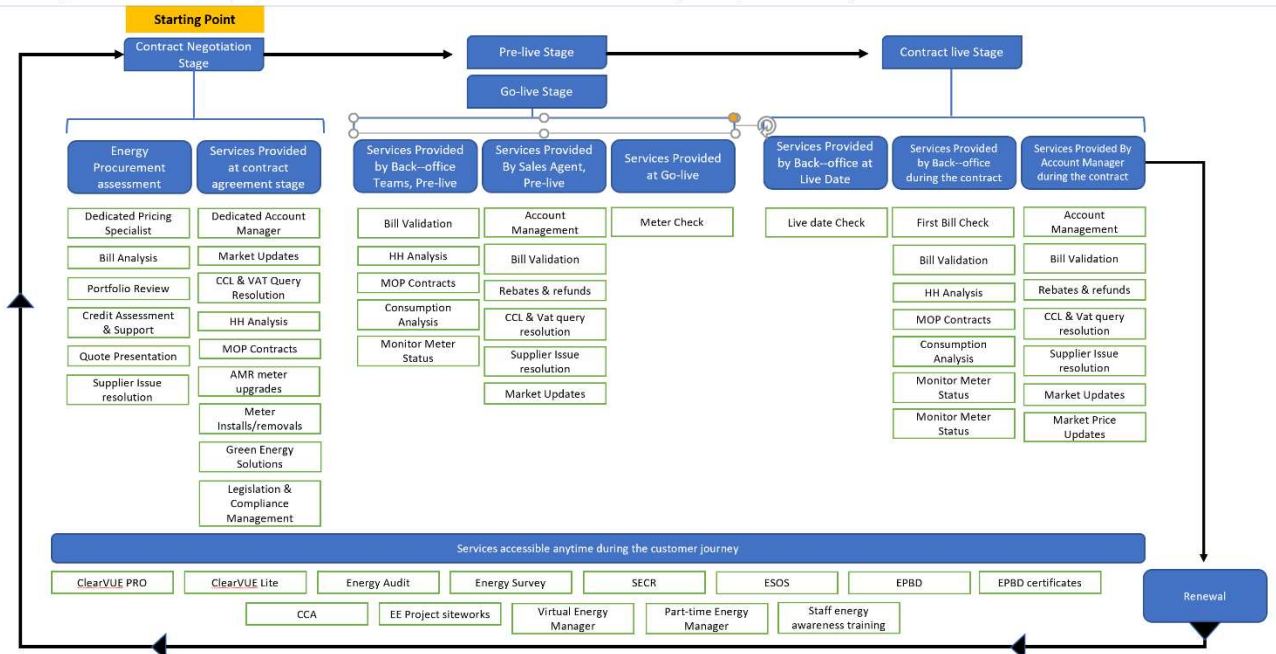 Starting Point
Contract Negotiation
Stage
Pre-live Stage
Contract live Stage
Go-live Stage
Energy
Procurement
assessment
Services Provided
at contract
agreement stage
Services Provided
by Back--office
Teams, Pre-live
Services Provided
By Sales Agent,
Pre-live
Services Provided
at Go-live
Services Provided
by Back--office at
Live Date
Services Provided
by Back--office
during the contract
Services Provided By
Account Manager
during the contract
Dedicated Pricing
Specialist
Bill Analysis
Portfolio Review
Credit Assessment
& Support
Quote Presentation
Supplier Issue
resolution
Dedicated Account
Manager
Market Updates
CCL & VAT Query
Resolution
HH Analysis
MOP Contracts
AMR meter
upgrades
Meter
Installs/removals
Green Energy
Solutions
Legislation &
Compliance
Management
Bill Validation
HH Analysis
MOP Contracts
Consumption
Analysis
Monitor Meter
Status
Account
Management
Bill Validation
Rebates & refunds
CCL & Vat query
resolution
Supplier Issue
resolution
Market Updates
Meter Check
Live date Check
First Bill Check
Bill Validation
HH Analysis
MOP Contracts
Consumption
Analysis
Monitor Meter
Status
Monitor Meter
Status
Account
Management
Bill Validation
Rebates & refunds
CCL & Vat query
resolution
Supplier Issue
resolution
Market Updates
Market Price
Updates
Services accessible anytime during the customer journey
ClearVUE PRO
ClearVUE Lite
Energy Audit
Energy Survey
SECR
ESOS
EPBD
EPBD certificates
CCA
EE Project siteworks
Virtual Energy
Manager
Part-time Energy
Manager
Staff energy
awareness training
Renewal